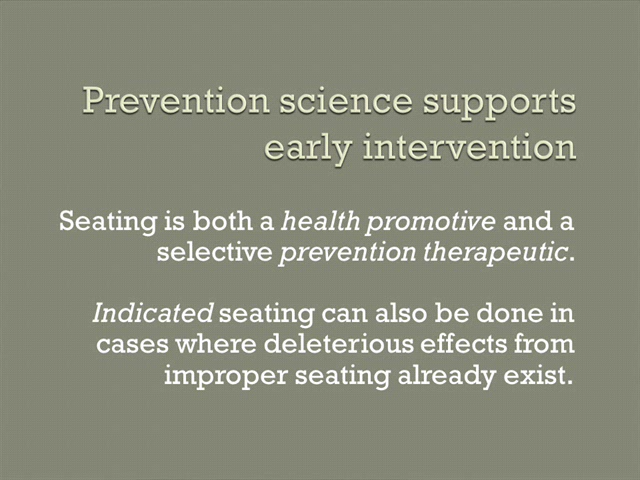 Prevention science supports
early intervention
Seating is both a health promotive and a
selective prevention therapeutic.
Indicated seating can also be done in
cases where deleterious effects from
improper seating already exist.